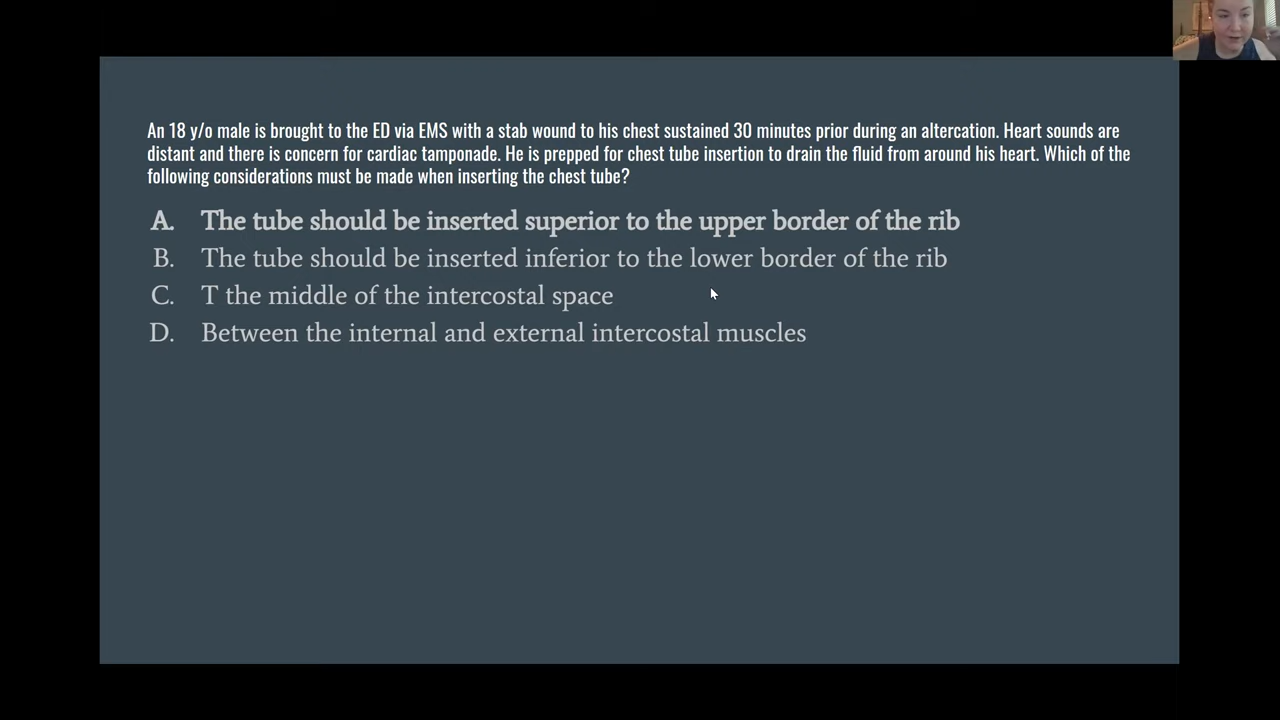 An 18 y/o male is brought to the ED via EMS with a stab wound to his chest sustained 30 minutes prior during an altercation. Heart sounds are
distant and there is concern for cardiac tamponade. He is prepped for chest tube insertion to drain the fluid from around his heart. Which of the
following considerations must be made when inserting the chest tube?
A. The tube should be inserted superior to the upper border of the rib
B. The tube should be inserted inferior to the lower border of the rib
C. T the middle of the intercostal space
D. Between the internal and external intercostal muscles